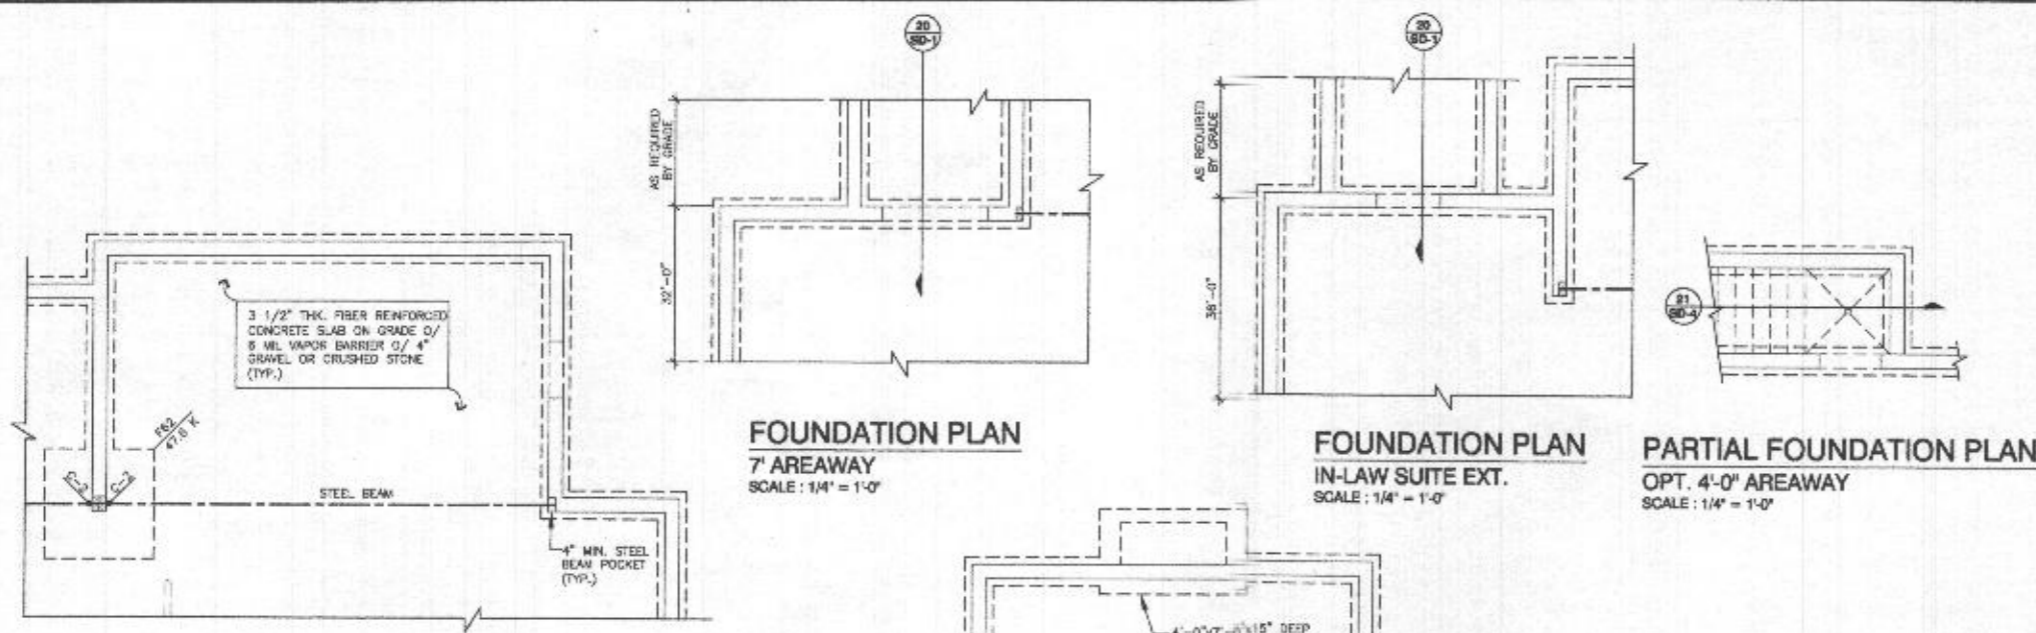 20
SD-1
20
SD-1
AS REQUIRED
BY GRADE
AS REQUIRED
BY GRADE
32'-0"
21
SD-4
3 1/2" THK. FIBER REINFORCED
CONCRETE SLAB ON GRADE O/
6 MIL VAPOR BARRIER O/ 4"
GRAVEL OR CRUSHED STONE
(TYP.)
F62
47.8 K
STEEL BEAM
4" MIN. STEEL
BEAM POCKET
(TYP.)
FOUNDATION PLAN
7' AREAWAY
SCALE : 1/4" = 1'-0"
FOUNDATION PLAN
IN-LAW SUITE EXT.
SCALE : 1/4" = 1'-0"
PARTIAL FOUNDATION PLAN
OPT. 4'-0" AREAWAY
SCALE : 1/4" = 1'-0"
15" DEEP